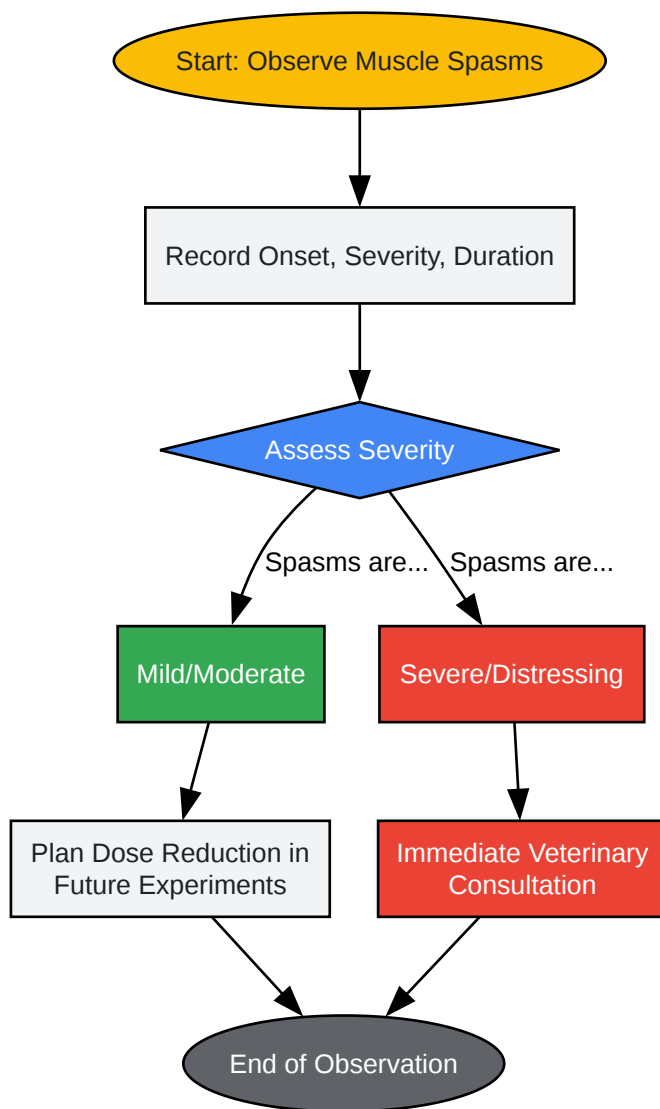 Start: Observe Muscle Spasms
Record Onset, Severity, Duration
Assess Severity
Spasms are...
Spasms are...
Mild/Moderate
Severe/Distressing
Plan Dose Reduction in
Future Experiments
Immediate Veterinary
Consultation
End of Observation